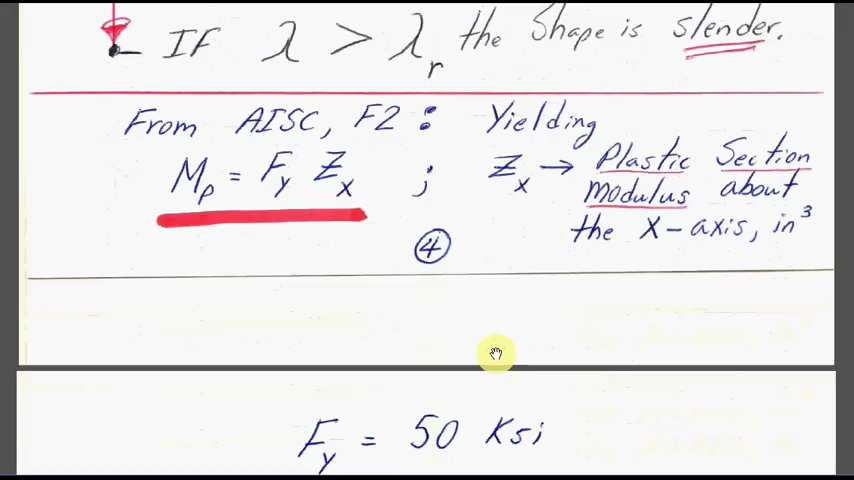 IF λ > λr the Shape is slender.
From AISC, F2 : Yielding
Mp = Fy Zx ; Zx → Plastic Section
Modulus about
the X-axis, in³
④
Fy = 50 Ksi